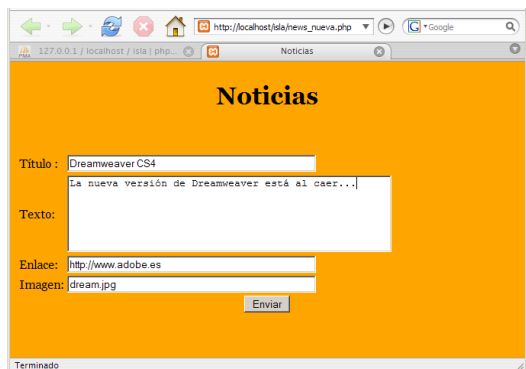 http://localhost/isla/news_nueva.php
Google
127.0.0.1 / localhost / isla | php...
Noticias
Noticias
Título :
Dreamweaver CS4
La nueva versión de Dreamweaver está al caer...
Texto:
Enlace:
http://www.adobe.es
Imagen:
dream.jpg
Enviar
Terminado